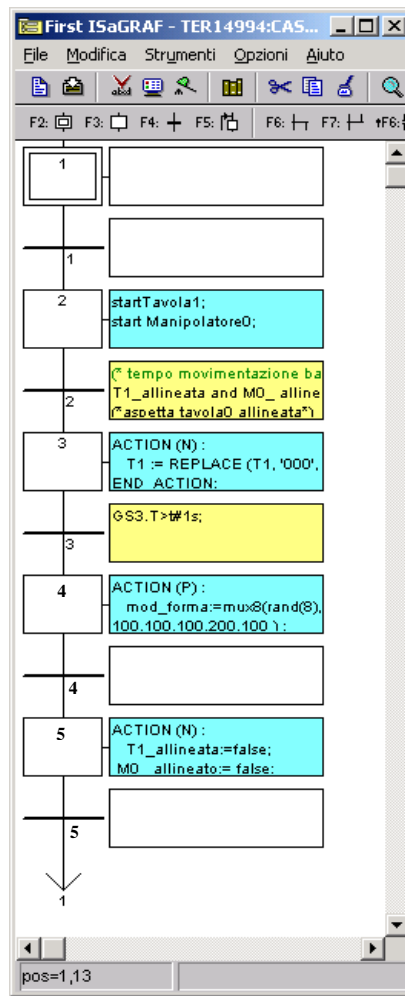 First ISaGRAF - TER14994:CAS...
File Modifica Strumenti Opzioni Aiuto
F2: F3: F4: F5: F6: F7: ↑F6:
1
1
2
startTavola1;
start Manipolatore0;
2
(* tempo movimentazione ba
T1_allineata and M0_ alline
(*aspetta tavola0 allineata*)
3
ACTION (N) :
T1 := REPLACE (T1, '000',
END_ACTION;
3
GS3.T>t#1s;
4
ACTION (P) :
mod_forma:=mux8(rand(8),
100,100,100,200,100 ) ;
4
5
ACTION (N) :
T1_allineata:=false;
M0_ allineato:= false;
5
1
pos=1,13